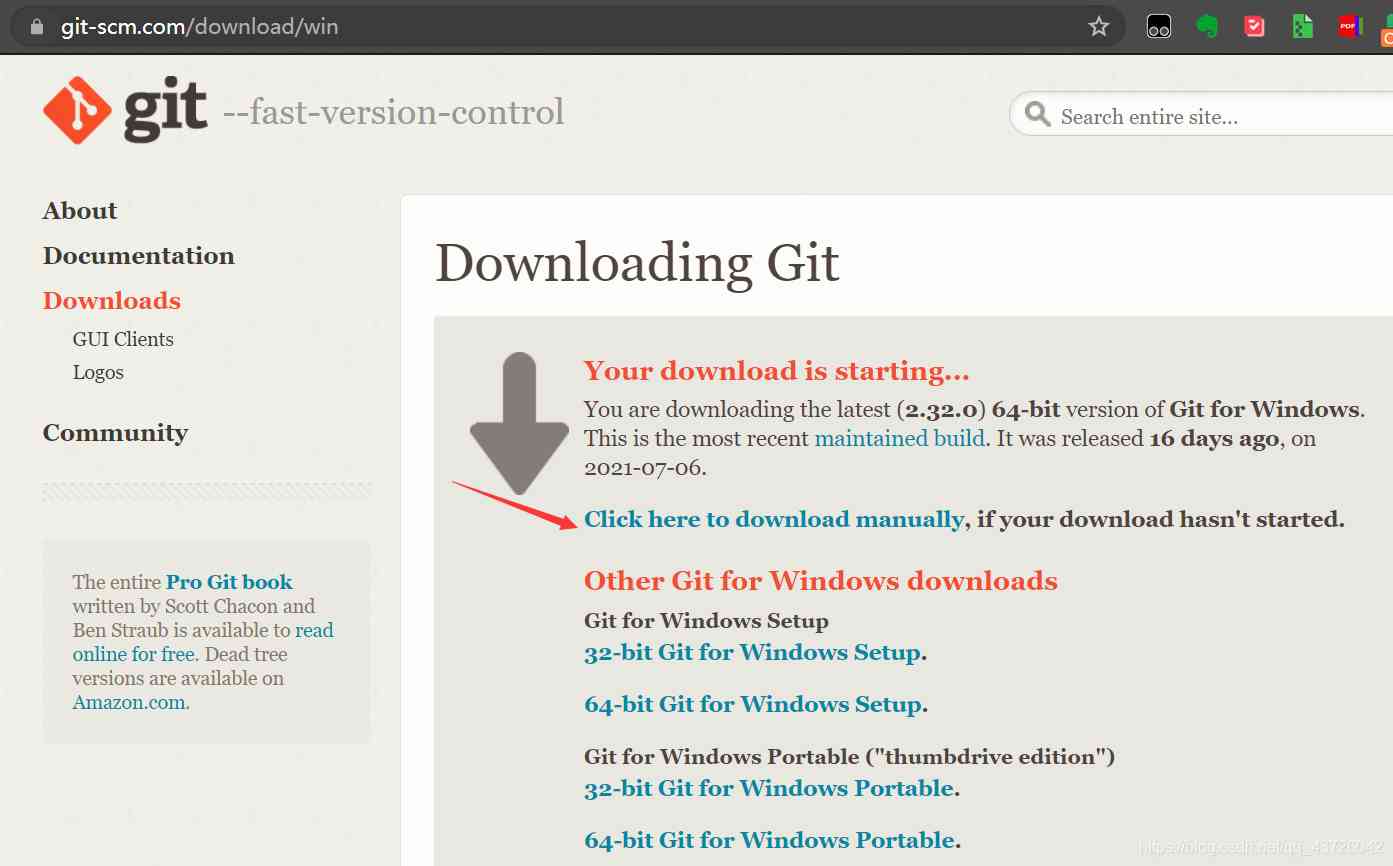 git-scm.com/download/win
git --fast-version-control
Search entire site...
About
Documentation
Downloads
GUI Clients
Logos
Community
The entire Pro Git book
written by Scott Chacon and
Ben Straub is available to read
online for free. Dead tree
versions are available on
Amazon.com.
Downloading Git
Your download is starting...
You are downloading the latest (2.32.0) 64-bit version of Git for Windows.
This is the most recent maintained build. It was released 16 days ago, on
2021-07-06.
Click here to download manually, if your download hasn't started.
Other Git for Windows downloads
Git for Windows Setup
32-bit Git for Windows Setup.
64-bit Git for Windows Setup.
Git for Windows Portable ("thumbdrive edition")
32-bit Git for Windows Portable.
64-bit Git for Windows Portable.
PDF